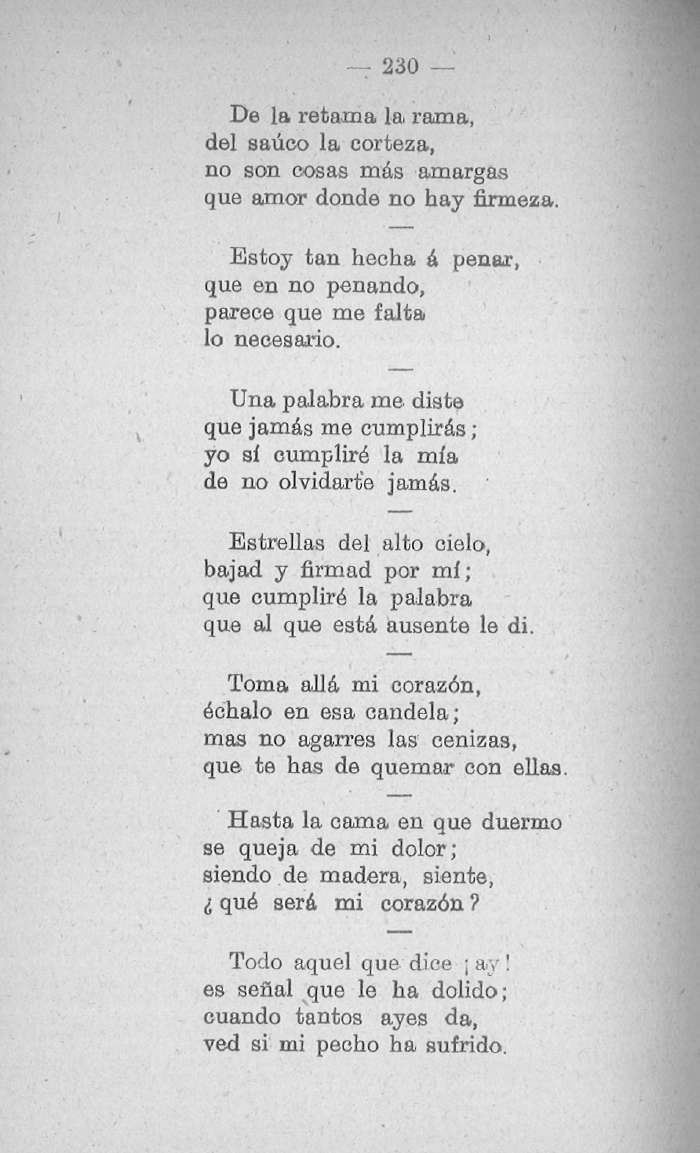 — 230 —
De la retama la rama,
del saúco la corteza,
no son cosas más amargas
que amor donde no hay firmeza.
—
Estoy tan hecha á penar,
que en no penando,
parece que me falta
lo necesario.
—
Una palabra me diste
que jamás me cumplirás;
yo sí cumpliré la mía
de no olvidarte jamás.
—
Estrellas del alto cielo,
bajad y firmad por mí;
que cumpliré la palabra
que al que está ausente le di.
—
Toma allá mi corazón,
échalo en esa candela;
mas no agarres las cenizas,
que te has de quemar con ellas.
—
Hasta la cama en que duermo
se queja de mi dolor;
siendo de madera, siente,
¿qué será mi corazón?
—
Todo aquel que dice ¡ay!
es señal que le ha dolido;
cuando tantos ayes da,
ved si mi pecho ha sufrido.